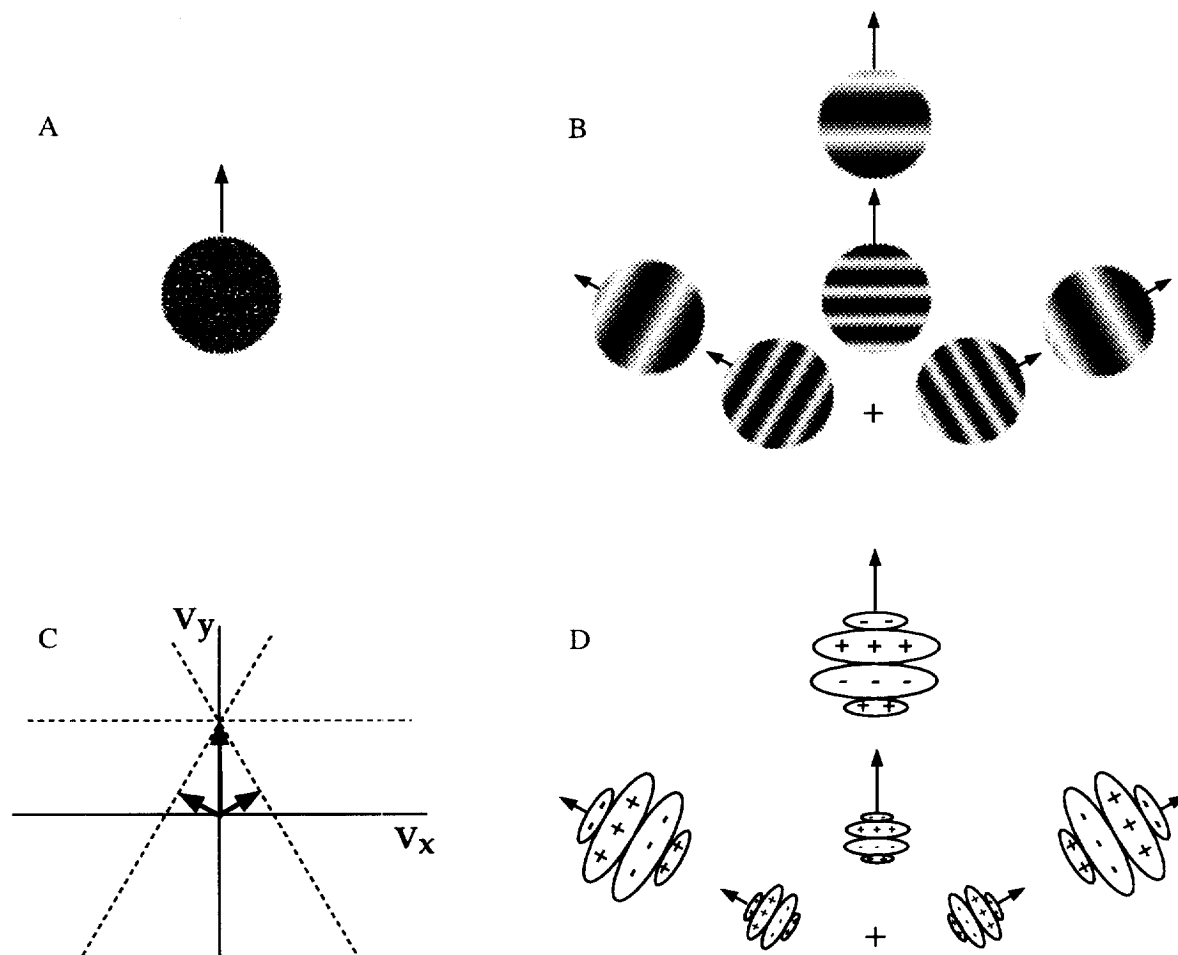 A
B
+
C
Vy
Vx
D
- -
+ + +
- - -
+ +
- -
+ + +
-
+ +
- -
+ + +
- - -
+ +
- -
+ + +
- - -
+ +
+